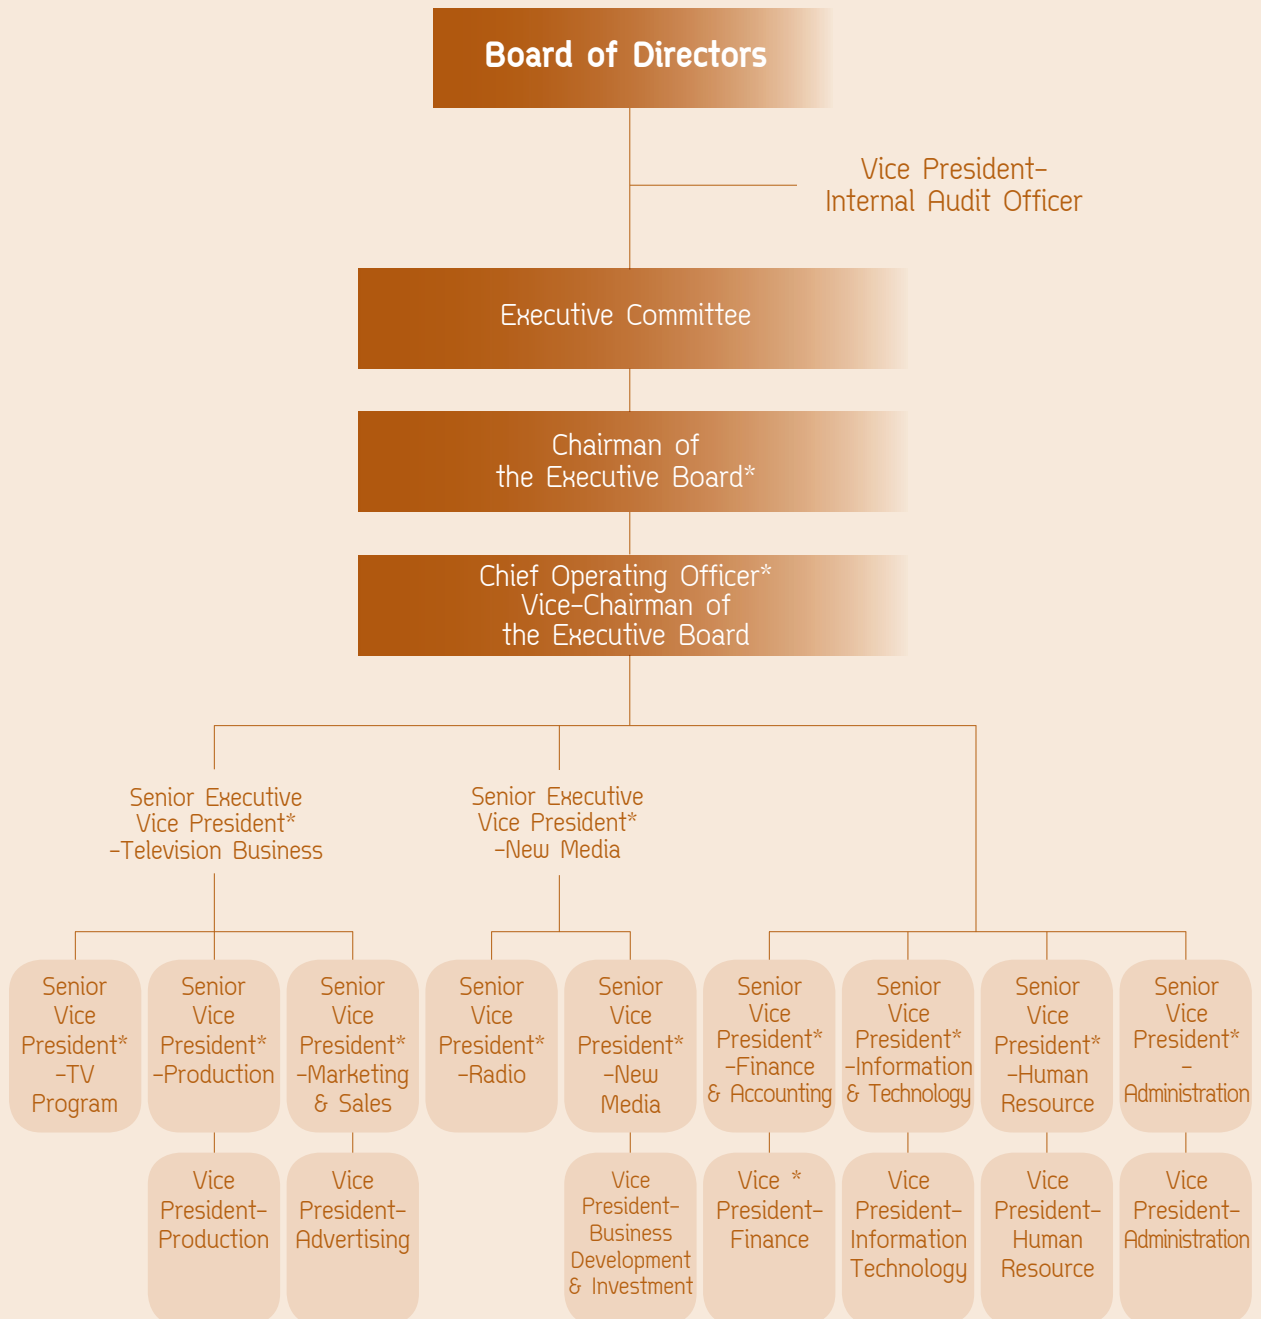 Board of Directors
Vice President-
Internal Audit Officer
Executive Committee
Chairman of
the Executive Board*
Chief Operating Officer*
Vice-Chairman of
the Executive Board
Senior Executive
Vice President*
-Television Business
Senior Executive
Vice President*
-New Media
Senior
Vice
President*
-TV
Program
Senior
Vice
President*
-Production
Senior
Vice
President*
-Marketing
& Sales
Senior
Vice
President*
-Radio
Senior
Vice
President*
-New
Media
Senior
Vice
President*
-Finance
& Accounting
Senior
Vice
President*
-Information
& Technology
Senior
Vice
President*
-Human
Resource
Senior
Vice
President*
-
Administration
Vice
President-
Production
Vice
President-
Advertising
Vice
President-
Business
Development
& Investment
Vice *
President-
Finance
Vice
President-
Information
Technology
Vice
President-
Human
Resource
Vice
President-
Administration